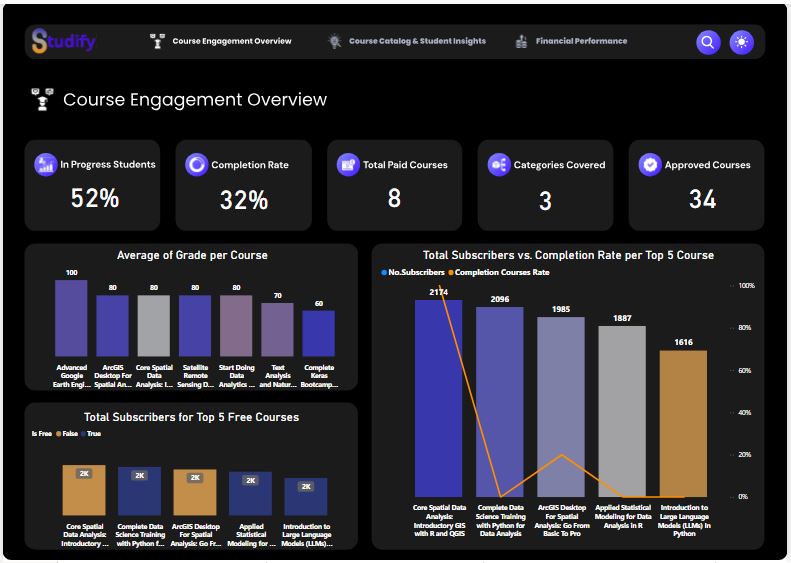 Studify
Course Engagement Overview
Course Catalog & Student Insights
Financial Performance
Course Engagement Overview
In Progress Students
52%
Completion Rate
32%
Total Paid Courses
8
Categories Covered
3
Approved Courses
34
Average of Grade per Course
100
80
80
80
80
70
60
Advanced
Google
Earth Engi...
ArcGIS
Desktop For
Spatial An...
Core Spatial
Data
Analysis: I...
Satellite
Remote
Sensing D...
Start Doing
Data
Analytics ...
Text
Analysis
and Natur...
Complete
Keras
Bootcamp...
Total Subscribers for Top 5 Free Courses
Is Free False True
2K
2K
2K
2K
2K
Core Spatial
Data Analysis:
Introductory ...
Complete Data
Science Training
with Python f...
ArcGIS Desktop
For Spatial
Analysis: Go Fr...
Applied
Statistical
Modeling for ...
Introduction to
Large Language
Models (LLMs) ...
Total Subscribers vs. Completion Rate per Top 5 Course
No.Subscribers Completion Courses Rate
2174
2096
1985
1887
1616
100%
80%
60%
40%
20%
0%
Core Spatial Data
Analysis:
Introductory GIS
with R and QGIS
Complete Data
Science Training
with Python for
Data Analysis
ArcGIS Desktop
For Spatial
Analysis: Go From
Basic To Pro
Applied Statistical
Modeling for Data
Analysis in R
Introduction to
Large Language
Models (LLMs) In
Python